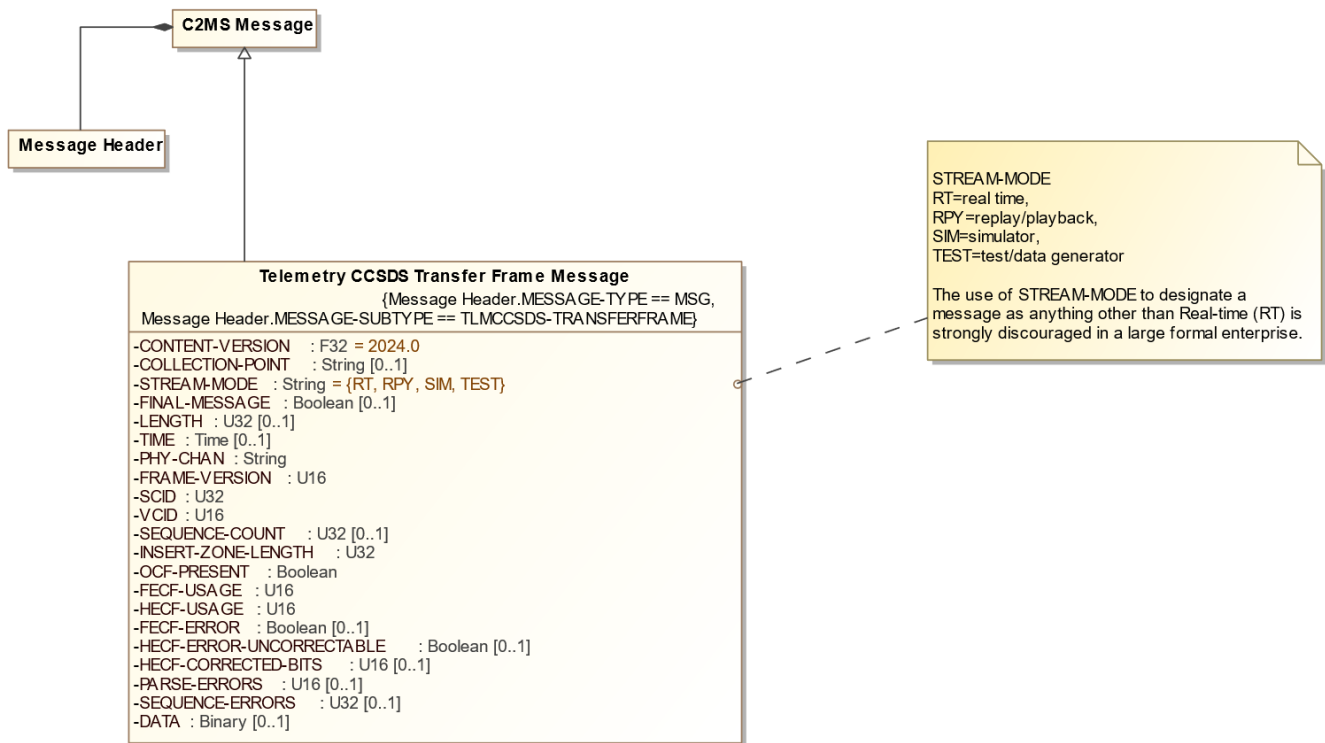 C2MS Message
Message Header
Telemetry CCSDS Transfer Frame Message
{Message Header.MESSAGE-TYPE == MSG,
Message Header.MESSAGE-SUBTYPE == TLMCCSDS-TRANSFERFRAME}
-CONTENT-VERSION : F32 = 2024.0
-COLLECTION-POINT : String [0..1]
-STREAM-MODE : String = {RT, RPY, SIM, TEST}
-FINAL-MESSAGE : Boolean [0..1]
-LENGTH : U32 [0..1]
-TIME : Time [0..1]
-PHY-CHAN : String
-FRAME-VERSION : U16
-SCID : U32
-VCID : U16
-SEQUENCE-COUNT : U32 [0..1]
-INSERT-ZONE-LENGTH : U32
-OCF-PRESENT : Boolean
-FECF-USAGE : U16
-HECF-USAGE : U16
-FECF-ERROR : Boolean [0..1]
-HECF-ERROR-UNCORRECTABLE : Boolean [0..1]
-HECF-CORRECTED-BITS : U16 [0..1]
-PARSE-ERRORS : U16 [0..1]
-SEQUENCE-ERRORS : U32 [0..1]
-DATA : Binary [0..1]
STREAM-MODE
RT=real time,
RPY=replay/playback,
SIM=simulator,
TEST=test/data generator
The use of STREAM-MODE to designate a
message as anything other than Real-time (RT) is
strongly discouraged in a large formal enterprise.